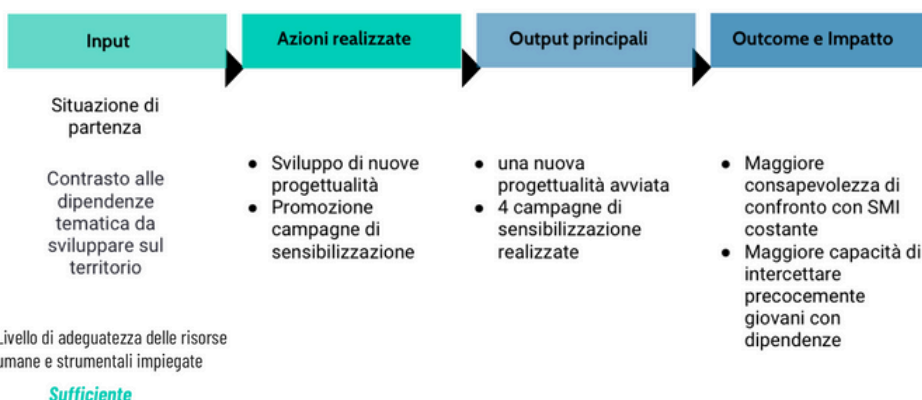 Input
Azioni realizzate
Output principali
Outcome e Impatto
Situazione di
partenza
Contrasto alle
dipendenze
tematica da
sviluppare sul
territorio
Livello di adeguatezza delle risorse
umane e strumentali impiegate
Sufficiente
● Sviluppo di nuove
progettualità
● Promozione
campagne di
sensibilizzazione
● una nuova
progettualità avviata
● 4 campagne di
sensibilizzazione
realizzate
● Maggiore
consapevolezza di
confronto con SMI
costante
● Maggiore capacità di
intercettare
precocemente
giovani con
dipendenze